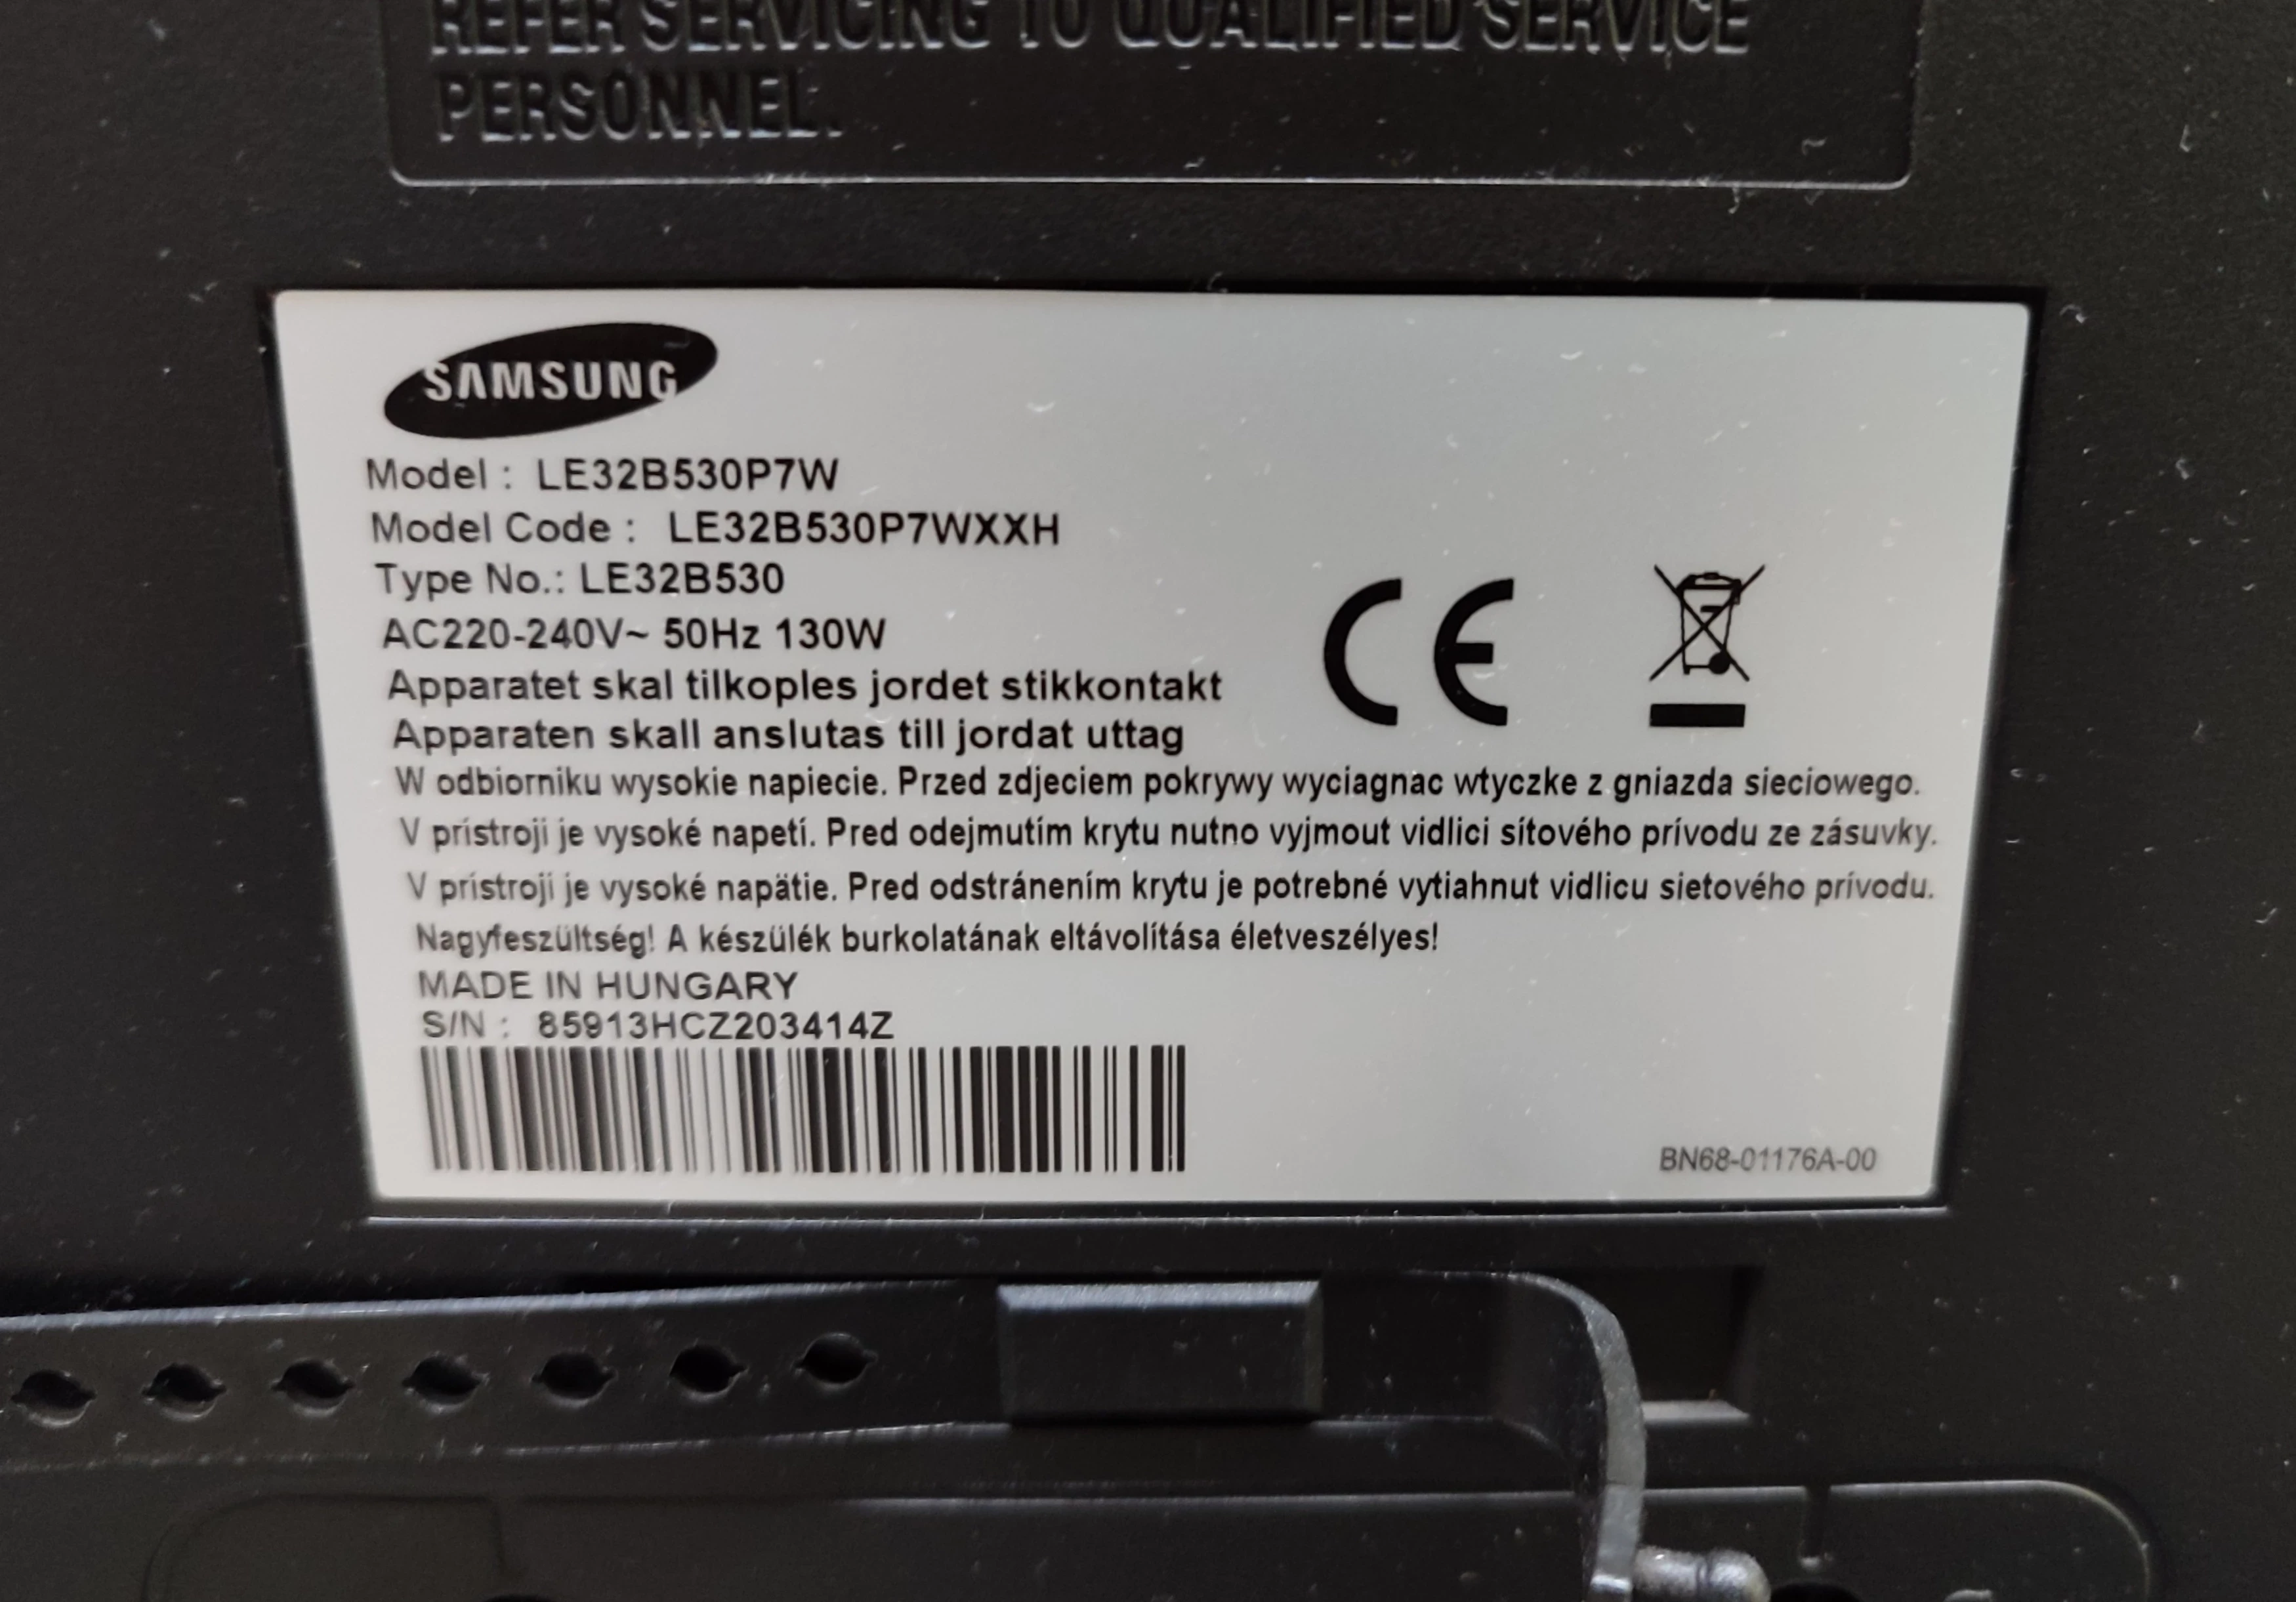 REFER SERVICING TO QUALIFIED SERVICE
PERSONNEL.
SAMSUNG
Model : LE32B530P7W
Model Code : LE32B530P7WXXH
Type No.: LE32B530
AC220-240V~ 50Hz 130W
Apparatet skal tilkoples jordet stikkontakt
Apparaten skall anslutas till jordat uttag
W odbiorniku wysokie napiecie. Przed zdjeciem pokrywy wyciagnac wtyczke z gniazda sieciowego.
V prístroji je vysoké napetí. Pred odejmutím krytu nutno vyjmout vidlici sítového prívodu ze zásuvky.
V prístroji je vysoké napätie. Pred odstránením krytu je potrebné vytiahnut vidlicu sietového prívodu.
Nagyfeszültség! A készülék burkolatának eltávolítása életveszélyes!
MADE IN HUNGARY
S/N : 85913HCZ203414Z
BN68-01176A-00
CE